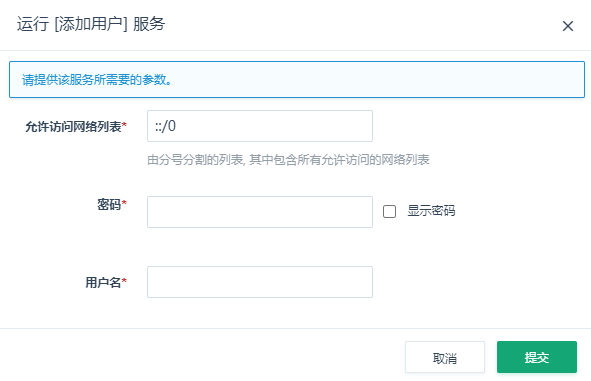 运行 [添加用户] 服务
请提供该服务所需要的参数。
允许访问网络列表* ::/0
由分号分割的列表, 其中包含所有允许访问的网络列表
密码* 显示密码
用户名*
取消 提交